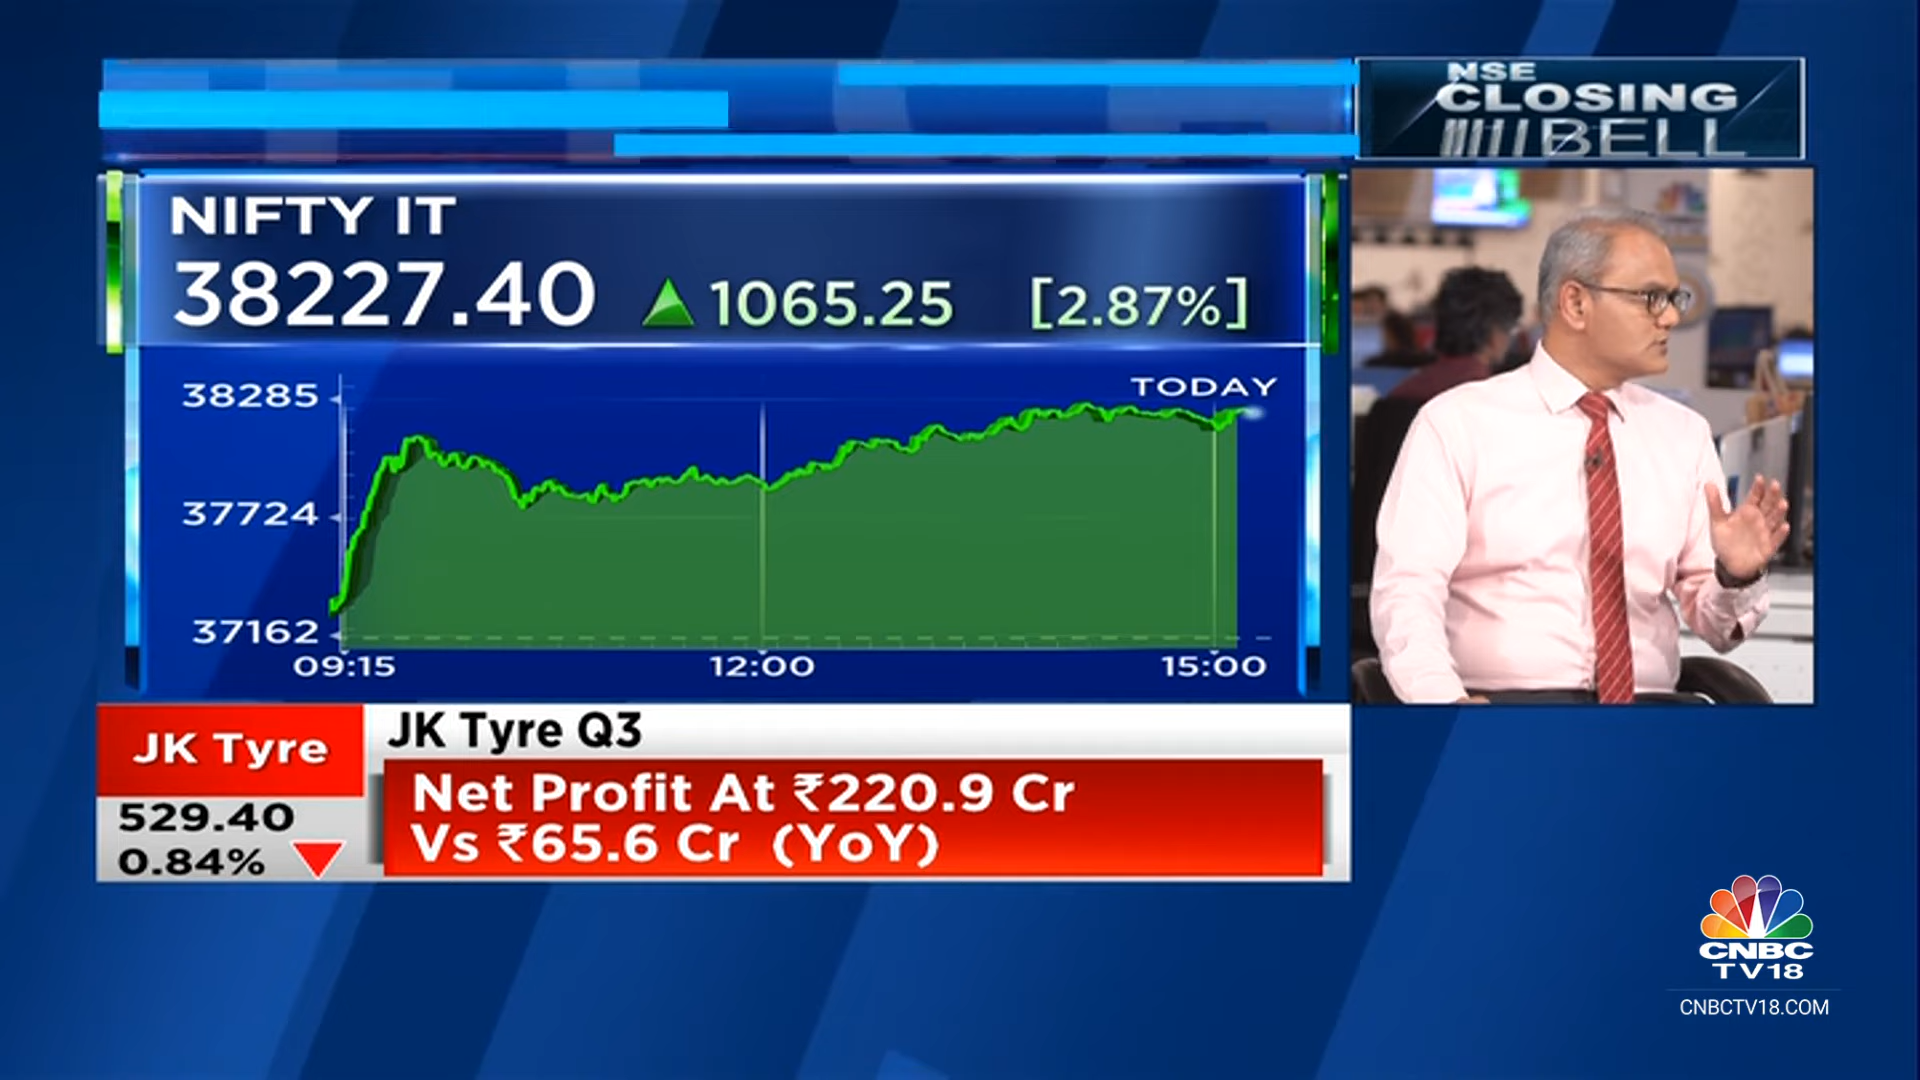 NSE
CLOSING
BELL
NIFTY IT
38227.40 1065.25 [2.87%]
TODAY
38285
37724
37162
09:15 12:00 15:00
JK Tyre
529.40
0.84%
JK Tyre Q3
Net Profit At ₹220.9 Cr
Vs ₹65.6 Cr (YoY)
CNBC
TV18
CNBCTV18.COM